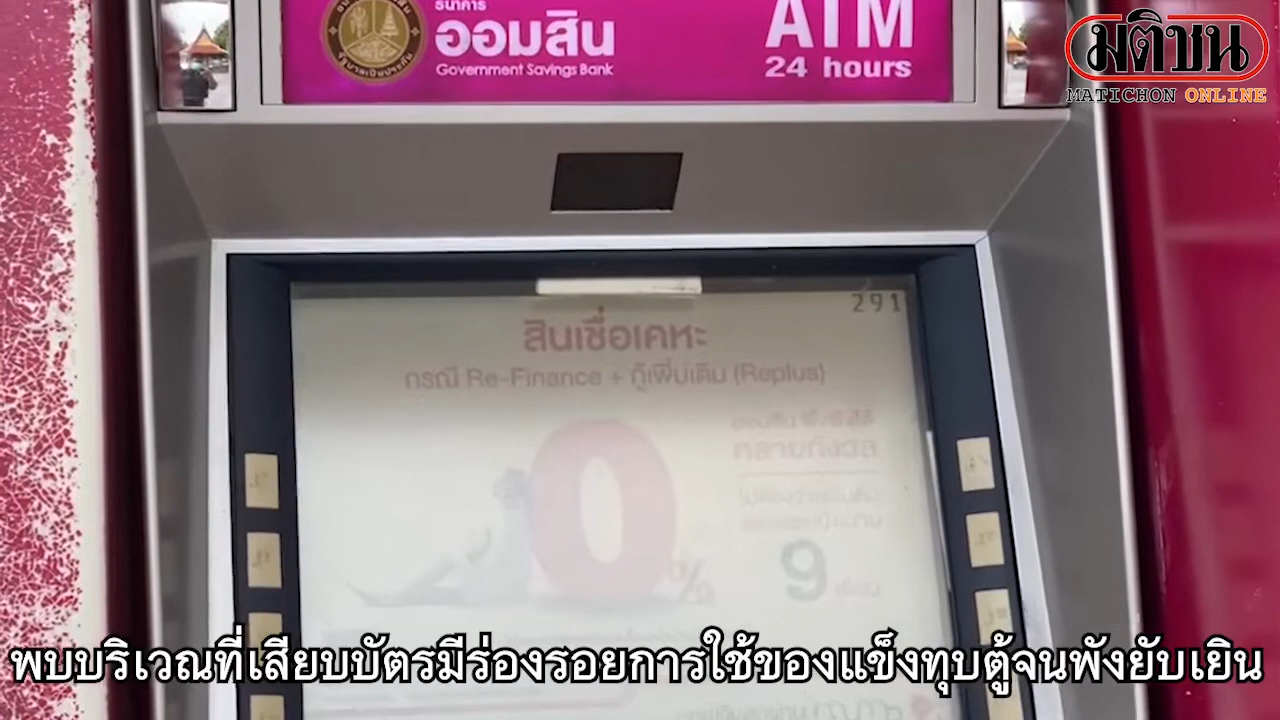 ธนาคาร
ออมสิน
Government Savings Bank
ATM
24 hours
มติชน
MATICHON ONLINE
291
สินเชื่อเคหะ
กรณี Re-Finance + กู้เพิ่มเติม (Replus)
0%
9 เดือน
พบบริเวณที่เสียบบัตรมีร่องรอยการใช้ของแข็งทุบตู้จนพังยับเยิน